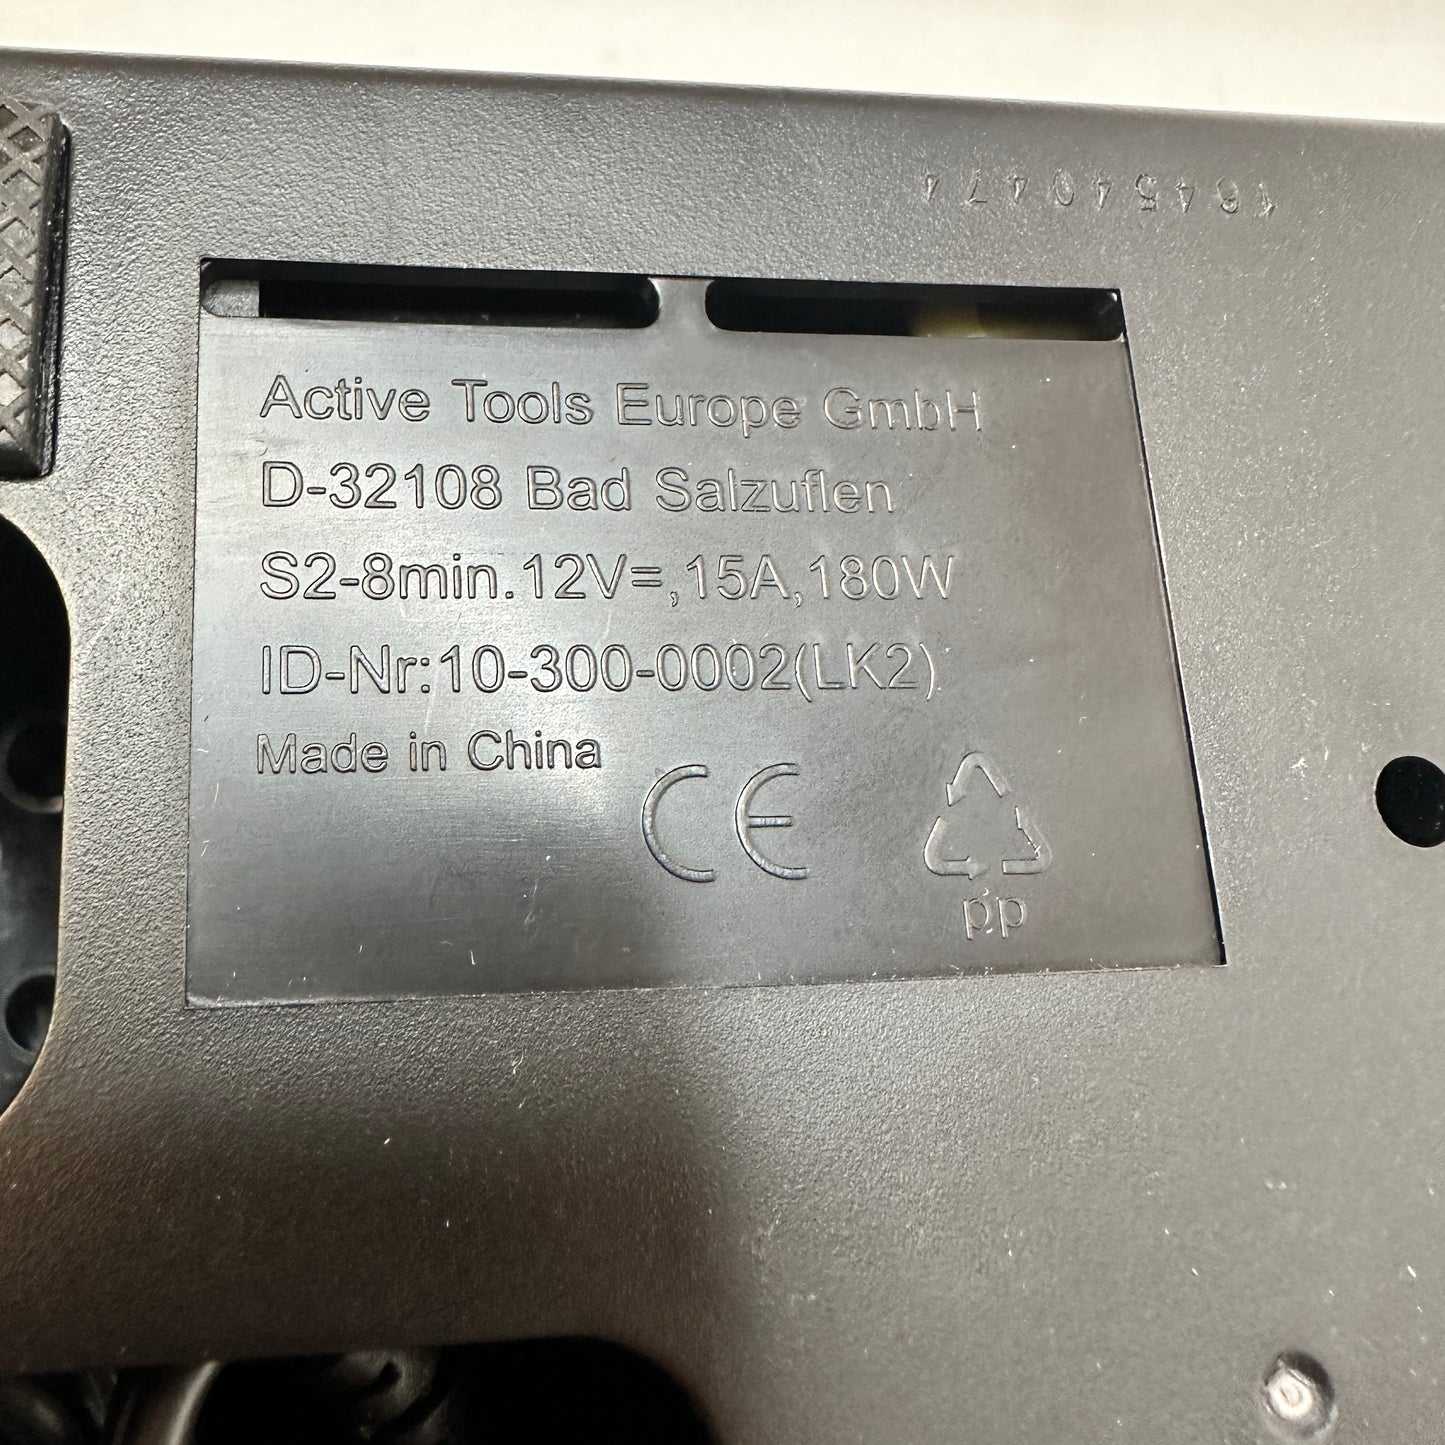 164540474
Active Tools Europe GmbH
D-32108 Bad Salzuflen
S2-8min.12V=,15A,180W
ID-Nr:10-300-0002(LK2)
Made in China
CE
pp